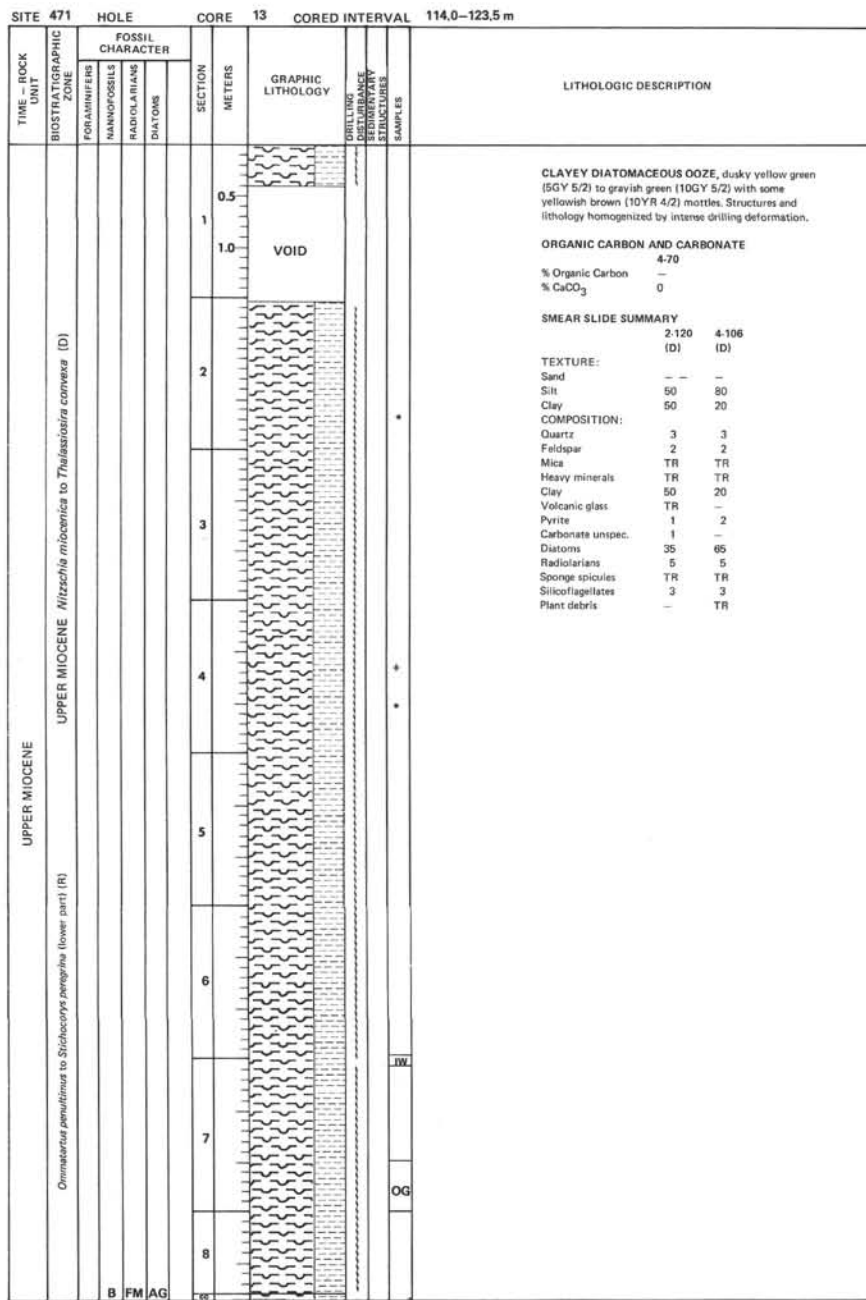 SITE 471 HOLE CORE 13 CORED INTERVAL 114,0–123,5 m
TIME – ROCK UNIT
BIOSTRATIGRAPHIC ZONE
FOSSIL CHARACTER
FORAMINIFERS
NANNOFOSSILS
RADIOLARIANS
DIATOMS
SECTION
METERS
GRAPHIC LITHOLOGY
DRILLING DISTURBANCE
SEDIMENTARY STRUCTURES
SAMPLES
LITHOLOGIC DESCRIPTION
UPPER MIOCENE
UPPER MIOCENE Nitzschia miocenica to Thalassiosira convexa (D)
Ommatartus penultimus to Stichocorys peregrina (lower part) (R)
B FM AG
1
0.5
1.0
VOID
2
*
3
4
+
*
5
6
IW
7
OG
8
CC
CLAYEY DIATOMACEOUS OOZE, dusky yellow green
(5GY 5/2) to grayish green (10GY 5/2) with some
yellowish brown (10YR 4/2) mottles. Structures and
lithology homogenized by intense drilling deformation.
ORGANIC CARBON AND CARBONATE
4-70
% Organic Carbon –
% CaCO3 0
SMEAR SLIDE SUMMARY
2-120 4-106
(D) (D)
TEXTURE:
Sand – – –
Silt 50 80
Clay 50 20
COMPOSITION:
Quartz 3 3
Feldspar 2 2
Mica TR TR
Heavy minerals TR TR
Clay 50 20
Volcanic glass TR –
Pyrite 1 2
Carbonate unspec. 1 –
Diatoms 35 65
Radiolarians 5 5
Sponge spicules TR TR
Silicoflagellates 3 3
Plant debris – TR